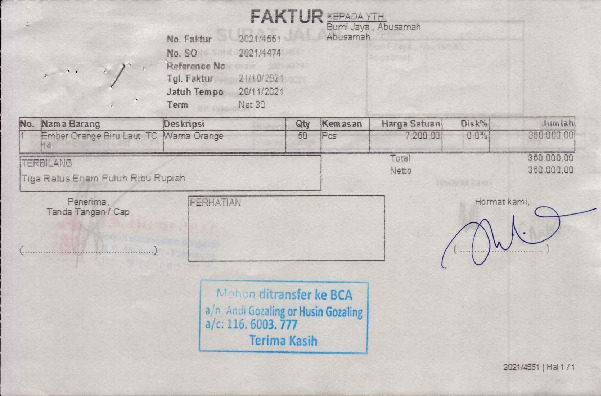 FAKTUR
KEPADA YTH.
Bumi Jaya , Abusamah
Abusamah
No. Faktur 2021/4551
No. SO 2021/4474
Reference No
Tgl. Faktur 21/10/2021
Jatuh Tempo 20/11/2021
Term Net 30
No. Nama Barang Deskripsi Qty Kemasan Harga Satuan Disk% Jumlah
1 Ember Orange Biru Laut TC Warna Orange 50 Pcs 7.200,00 0.0% 360.000,00
Total 360.000,00
Netto 360.000,00
TERBILANG
Tiga Ratus Enam Puluh Ribu Rupiah
Penerima,
Tanda Tangan / Cap
(..............................)
PERHATIAN
Hormat kami,
(..............................)
Mohon ditransfer ke BCA
a/n Andi Gozaling or Husin Gozaling
a/c: 116. 6003. 777
Terima Kasih
2021/4551 | Hal 1 / 1